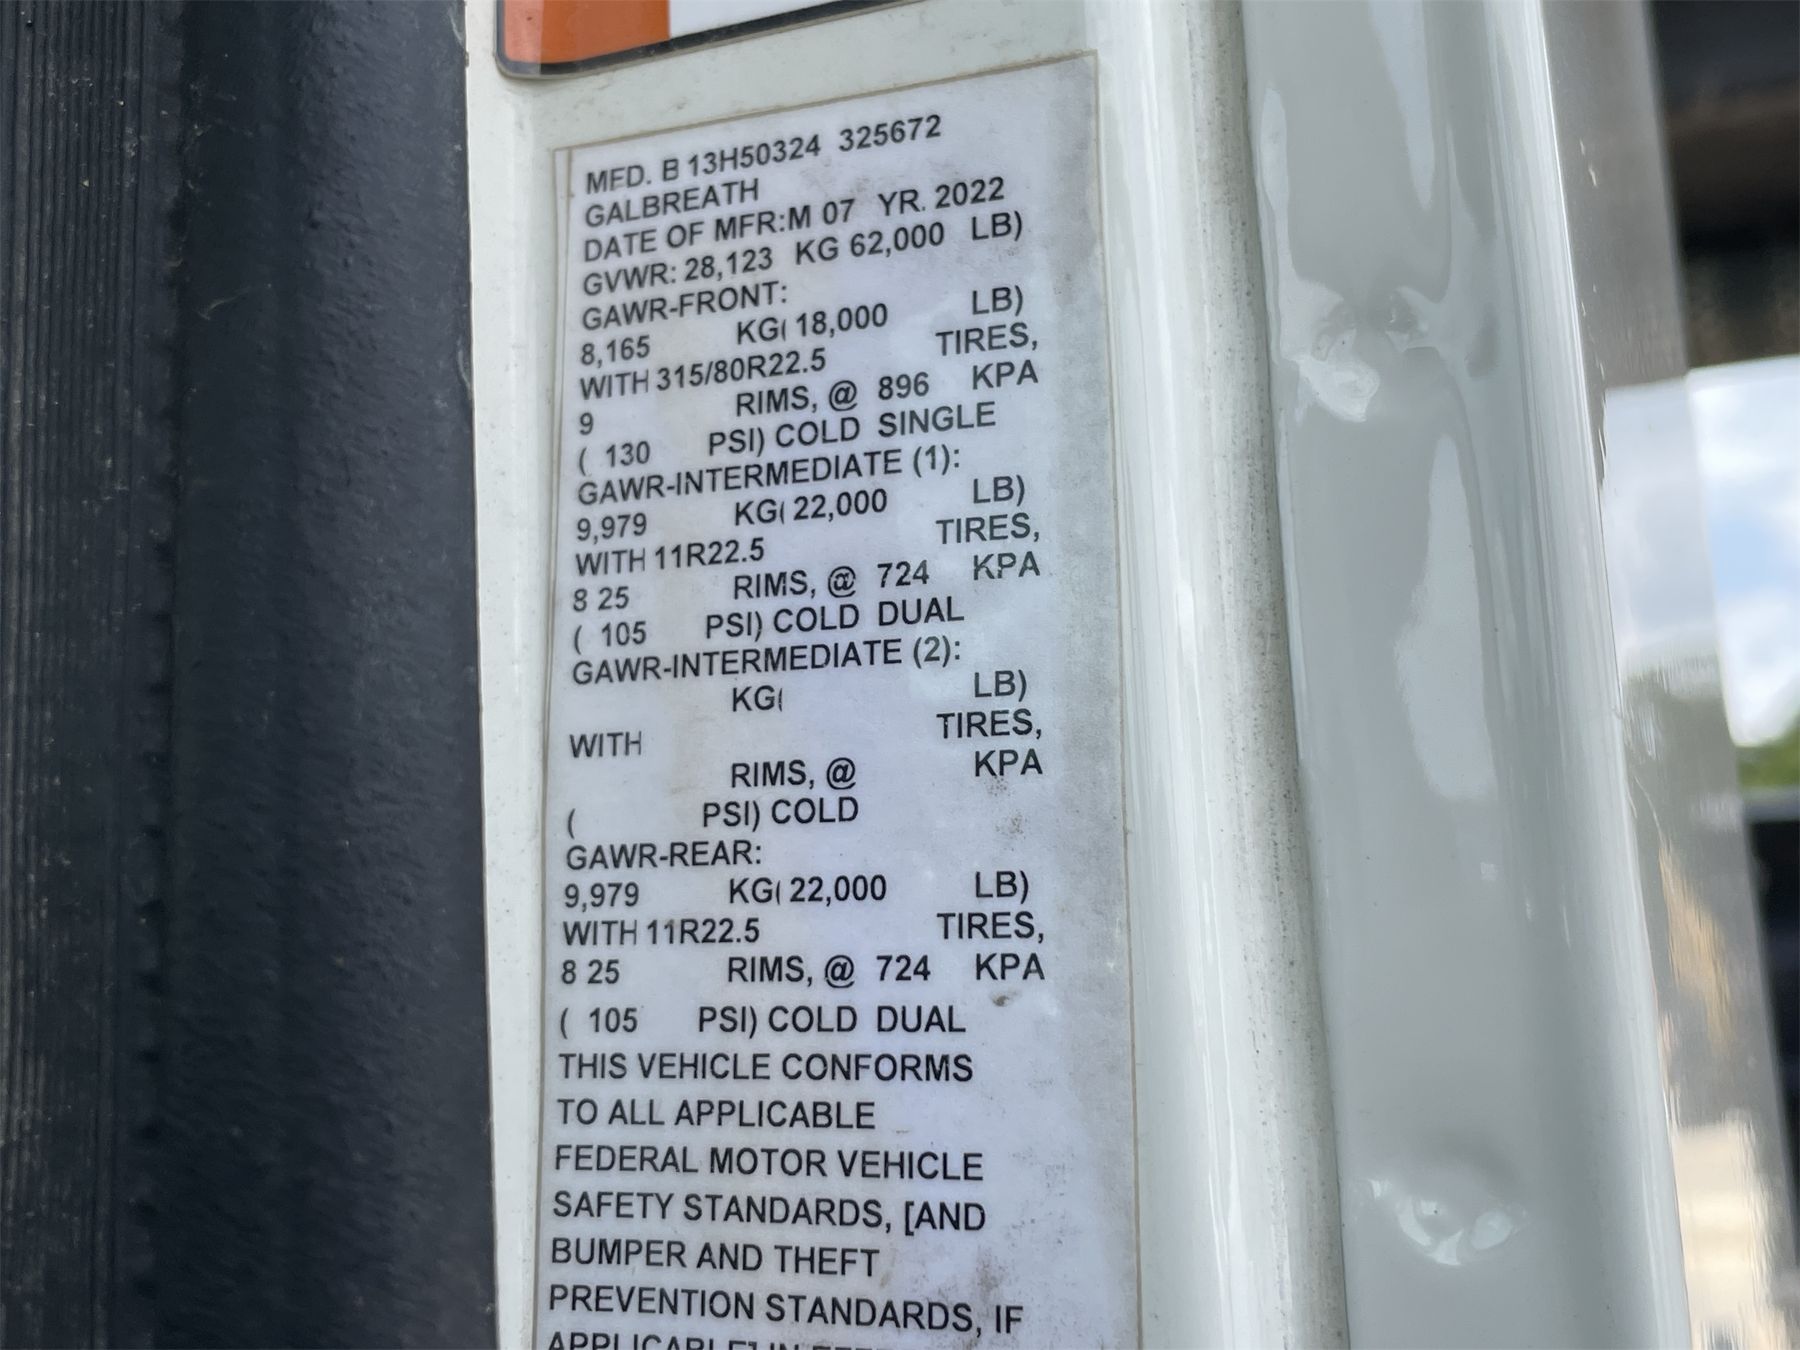 MFD. B 13H50324 325672
GALBREATH
DATE OF MFR:M 07 YR. 2022
GVWR: 28,123 KG 62,000 LB)
GAWR-FRONT:
8,165 KG( 18,000 LB)
WITH 315/80R22.5 TIRES,
9 RIMS, @ 896 KPA
( 130 PSI) COLD SINGLE
GAWR-INTERMEDIATE (1):
9,979 KG( 22,000 LB)
WITH 11R22.5 TIRES,
8 25 RIMS, @ 724 KPA
( 105 PSI) COLD DUAL
GAWR-INTERMEDIATE (2):
KG( LB)
WITH TIRES,
RIMS, @ KPA
( PSI) COLD
GAWR-REAR:
9,979 KG( 22,000 LB)
WITH 11R22.5 TIRES,
8 25 RIMS, @ 724 KPA
( 105 PSI) COLD DUAL
THIS VEHICLE CONFORMS
TO ALL APPLICABLE
FEDERAL MOTOR VEHICLE
SAFETY STANDARDS, [AND
BUMPER AND THEFT
PREVENTION STANDARDS, IF
APPLICABLE] IN